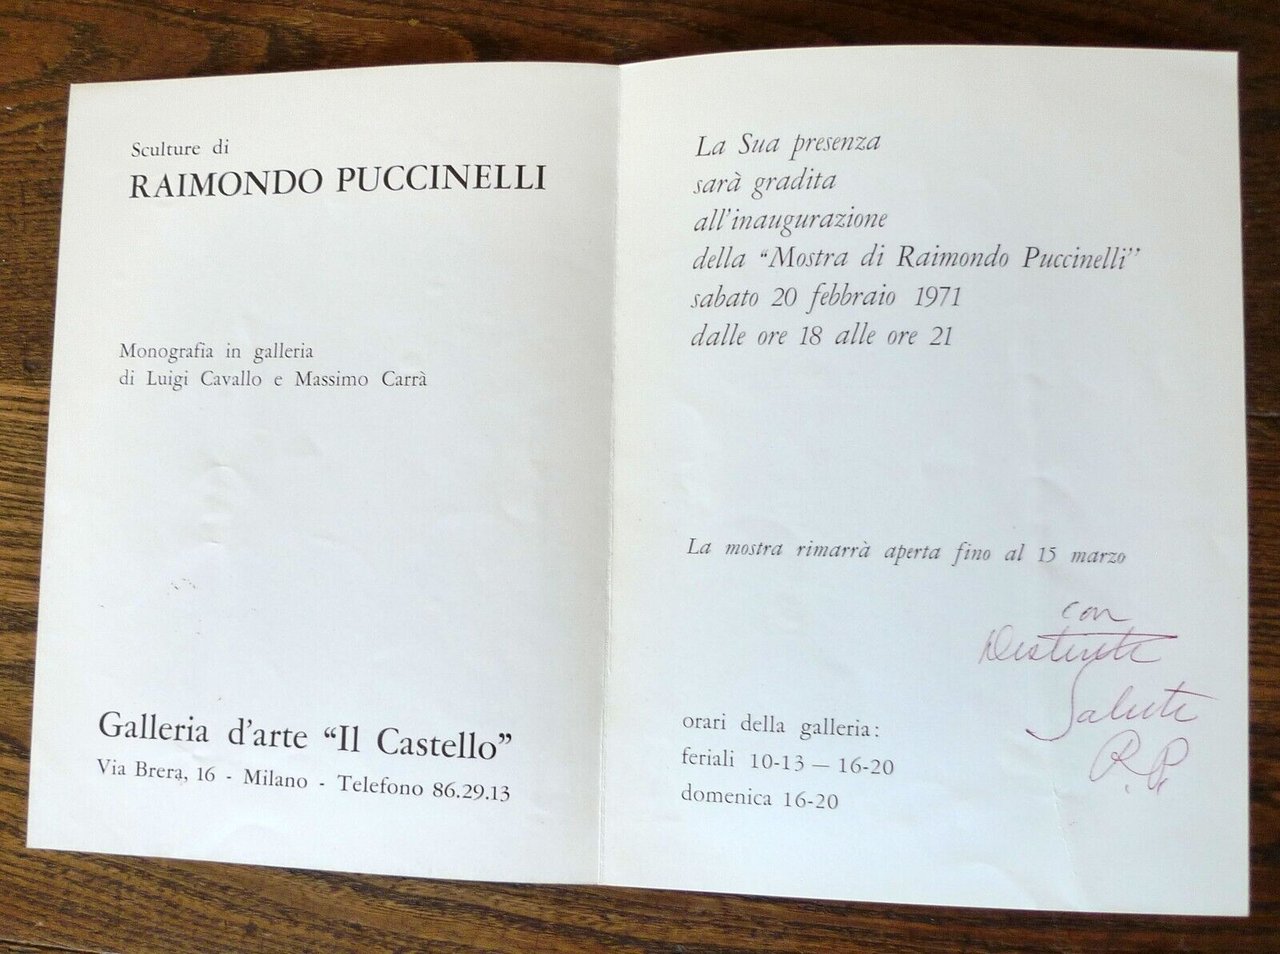 Sculture di
RAIMONDO PUCCINELLI
Monografia in galleria
di Luigi Cavallo e Massimo Carrà
Galleria d'arte “Il Castello”
Via Brera, 16 - Milano - Telefono 86.29.13
La Sua presenza
sarà gradita
all'inaugurazione
della “Mostra di Raimondo Puccinelli”
sabato 20 febbraio 1971
dalle ore 18 alle ore 21
La mostra rimarrà aperta fino al 15 marzo
con
Saluti
R. P.
orari della galleria:
feriali 10-13 — 16-20
domenica 16-20